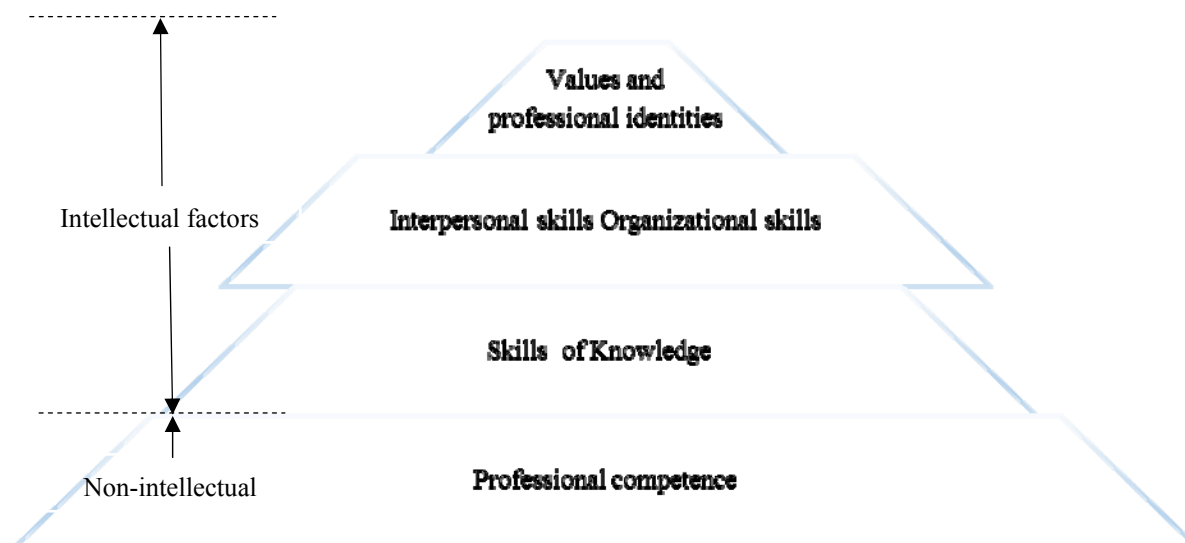 Values and
professional identities
Intellectual factors
Interpersonal skills Organizational skills
Skills of Knowledge
Non-intellectual
Professional competence